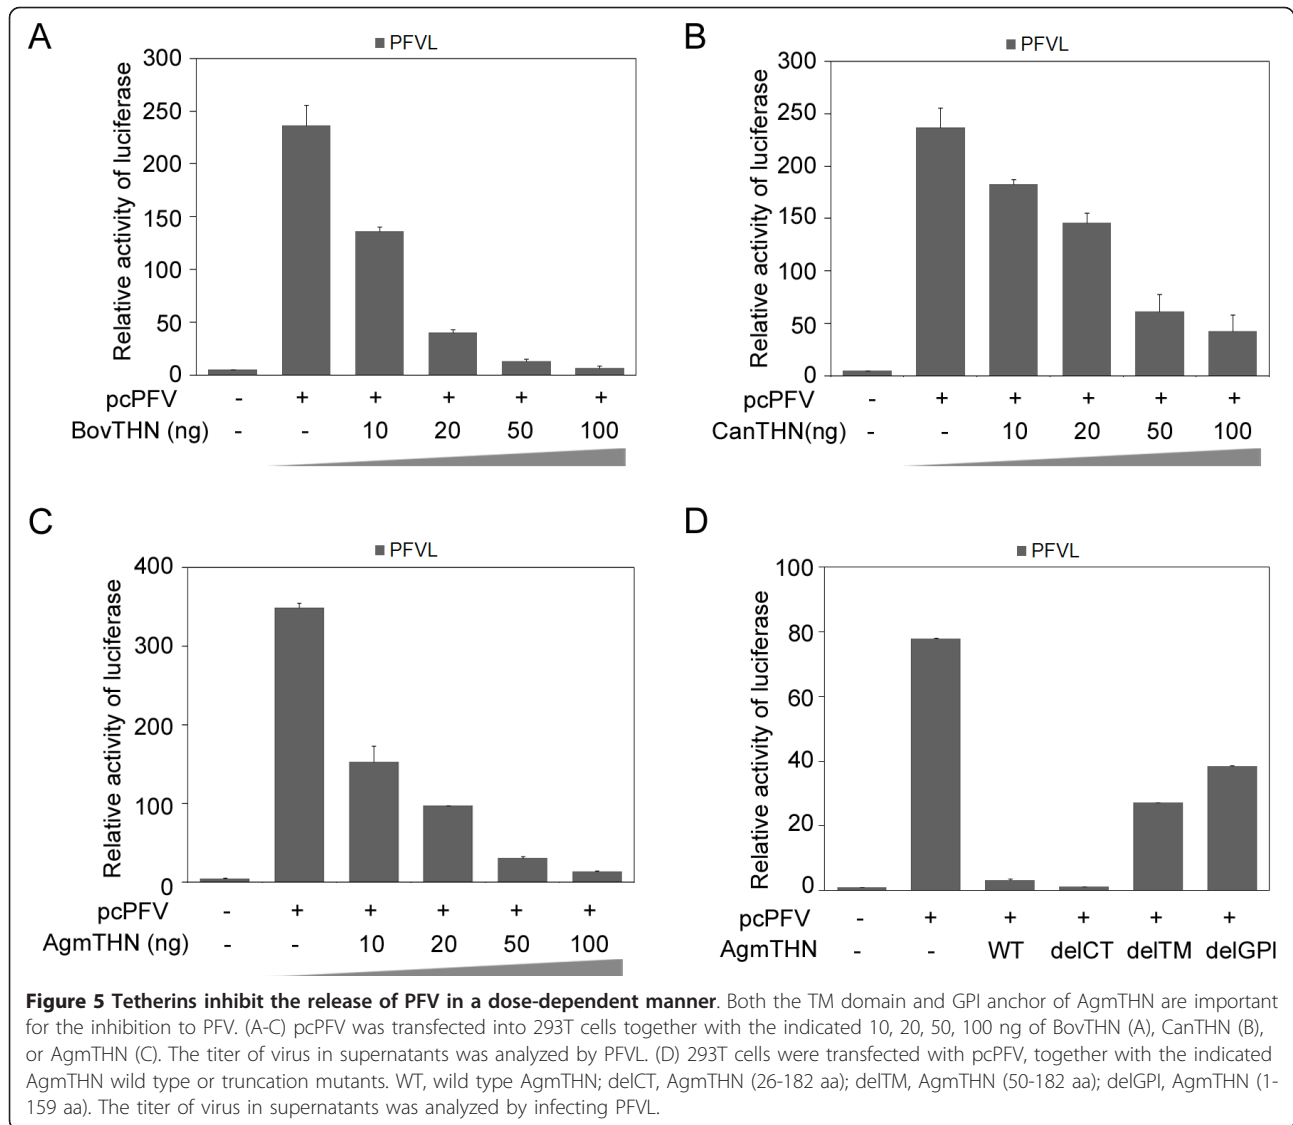 A
PFVL
Relative activity of luciferase
300
250
200
150
100
50
0
pcPFV - + + + + +
BovTHN (ng) - - 10 20 50 100
B
PFVL
Relative activity of luciferase
300
250
200
150
100
50
0
pcPFV - + + + + +
CanTHN(ng) - - 10 20 50 100
C
PFVL
Relative activity of luciferase
400
300
200
100
0
pcPFV - + + + + +
AgmTHN (ng) - - 10 20 50 100
D
PFVL
Relative activity of luciferase
100
80
60
40
20
0
pcPFV - + + + + +
AgmTHN - - WT delCT delTM delGPI
Figure 5 Tetherins inhibit the release of PFV in a dose-dependent manner. Both the TM domain and GPI anchor of AgmTHN are important
for the inhibition to PFV. (A-C) pcPFV was transfected into 293T cells together with the indicated 10, 20, 50, 100 ng of BovTHN (A), CanTHN (B),
or AgmTHN (C). The titer of virus in supernatants was analyzed by PFVL. (D) 293T cells were transfected with pcPFV, together with the indicated
AgmTHN wild type or truncation mutants. WT, wild type AgmTHN; delCT, AgmTHN (26-182 aa); delTM, AgmTHN (50-182 aa); delGPI, AgmTHN (1-
159 aa). The titer of virus in supernatants was analyzed by infecting PFVL.